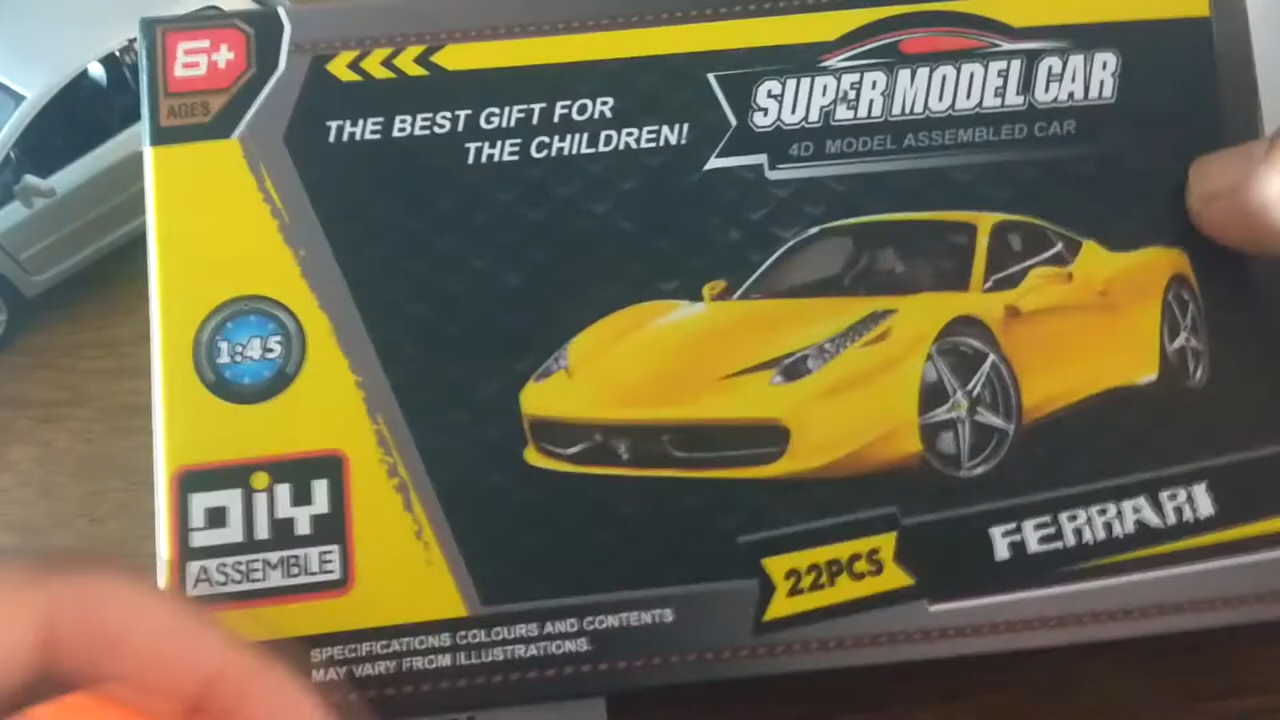 6+
AGES
THE BEST GIFT FOR
THE CHILDREN!
SUPER MODEL CAR
4D MODEL ASSEMBLED CAR
1:45
DIY
ASSEMBLE
22PCS
FERRARI
SPECIFICATIONS COLOURS AND CONTENTS
MAY VARY FROM ILLUSTRATIONS.